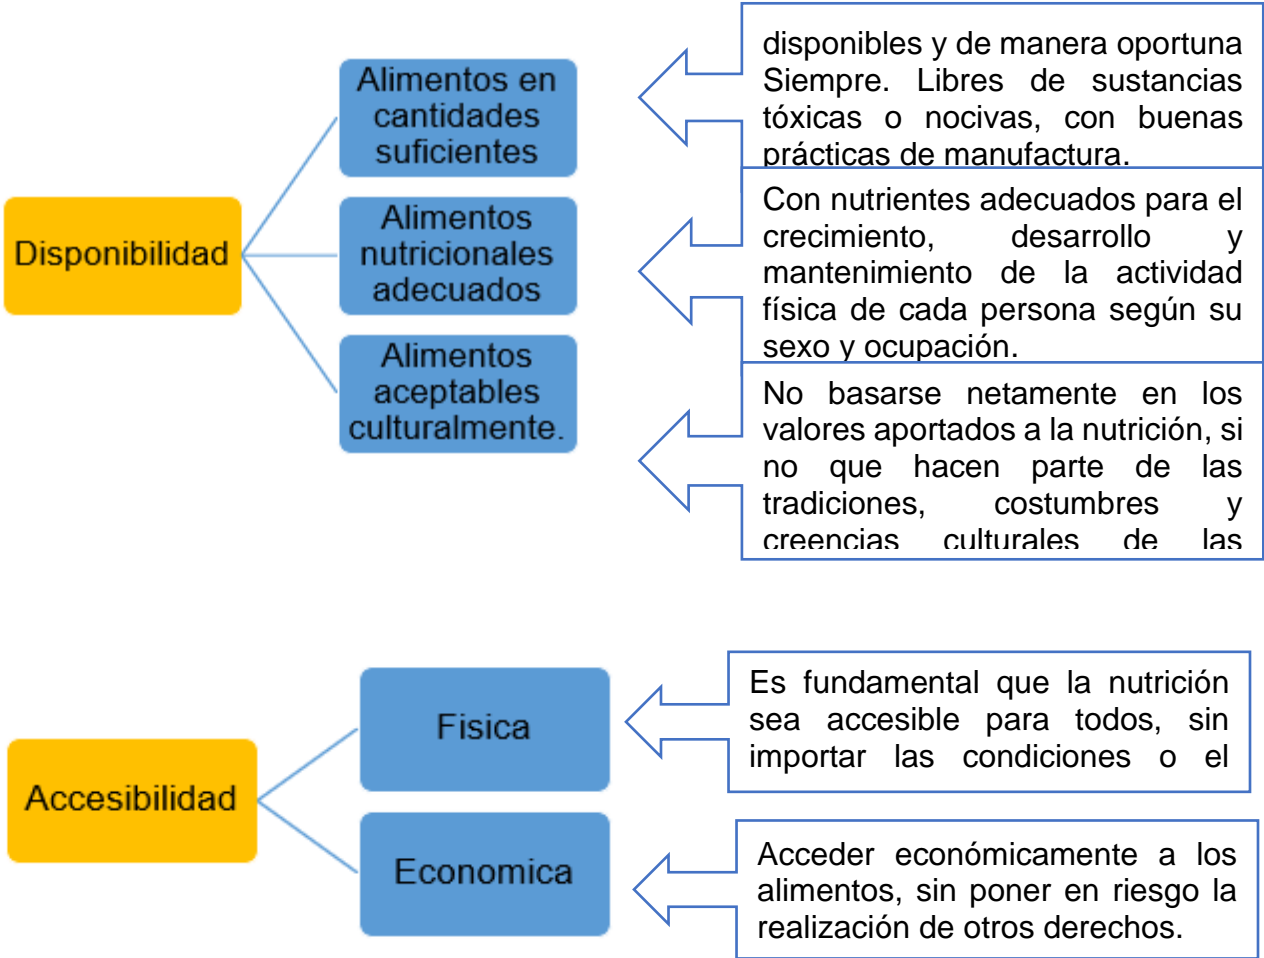 Disponibilidad
Alimentos en
cantidades
suficientes
disponibles y de manera oportuna
Siempre. Libres de sustancias
tóxicas o nocivas, con buenas
prácticas de manufactura.
Alimentos
nutricionales
adecuados
Con nutrientes adecuados para el
crecimiento, desarrollo y
mantenimiento de la actividad
física de cada persona según su
sexo y ocupación.
Alimentos
aceptables
culturalmente.
No basarse netamente en los
valores aportados a la nutrición, si
no que hacen parte de las
tradiciones, costumbres y
creencias culturales de las
Accesibilidad
Fisica
Es fundamental que la nutrición
sea accesible para todos, sin
importar las condiciones o el
Economica
Acceder económicamente a los
alimentos, sin poner en riesgo la
realización de otros derechos.